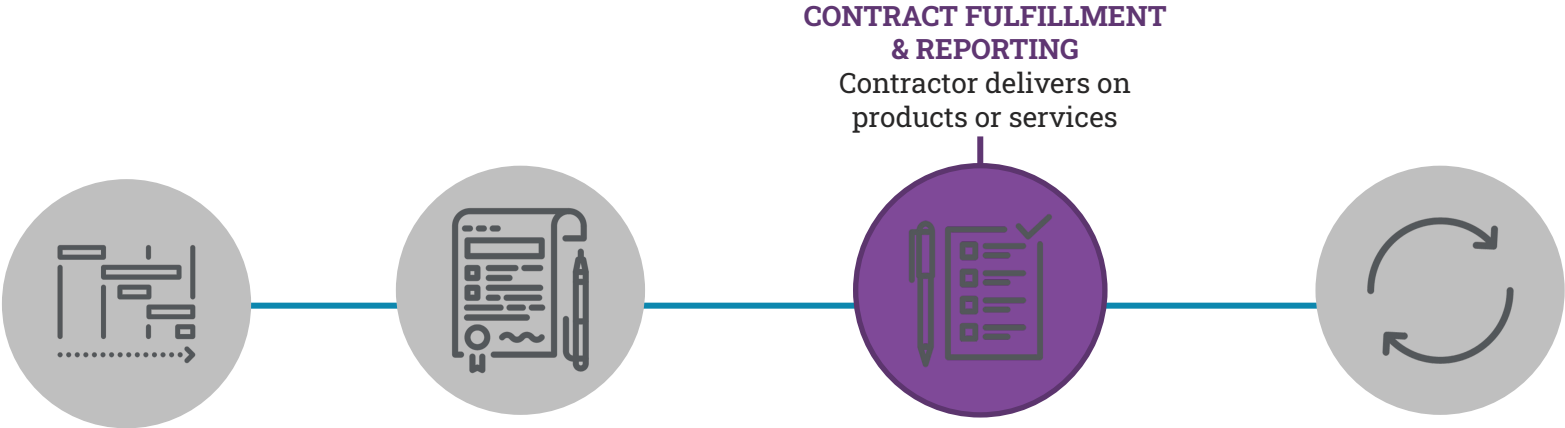 CONTRACT FULFILLMENT
& REPORTING
Contractor delivers on
products or services